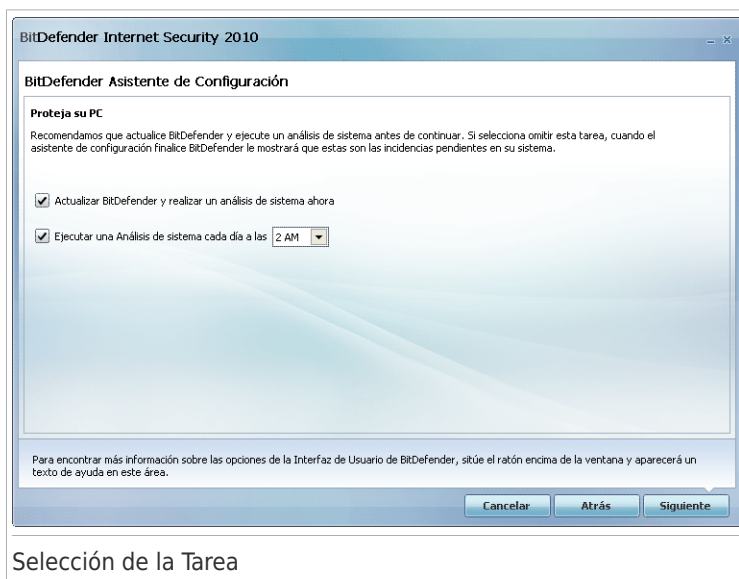 BitDefender Internet Security 2010
BitDefender Asistente de Configuración
Proteja su PC
Recomendamos que actualice BitDefender y ejecute un análisis de sistema antes de continuar. Si selecciona omitir esta tarea, cuando el
asistente de configuración finalice BitDefender le mostrará que estas son las incidencias pendientes en su sistema.
Actualizar BitDefender y realizar un análisis de sistema ahora
Ejecutar una Análisis de sistema cada día a las 2 AM
Para encontrar más información sobre las opciones de la Interfaz de Usuario de BitDefender, sitúe el ratón encima de la ventana y aparecerá un
texto de ayuda en este área.
Cancelar Atrás Siguiente
Selección de la Tarea